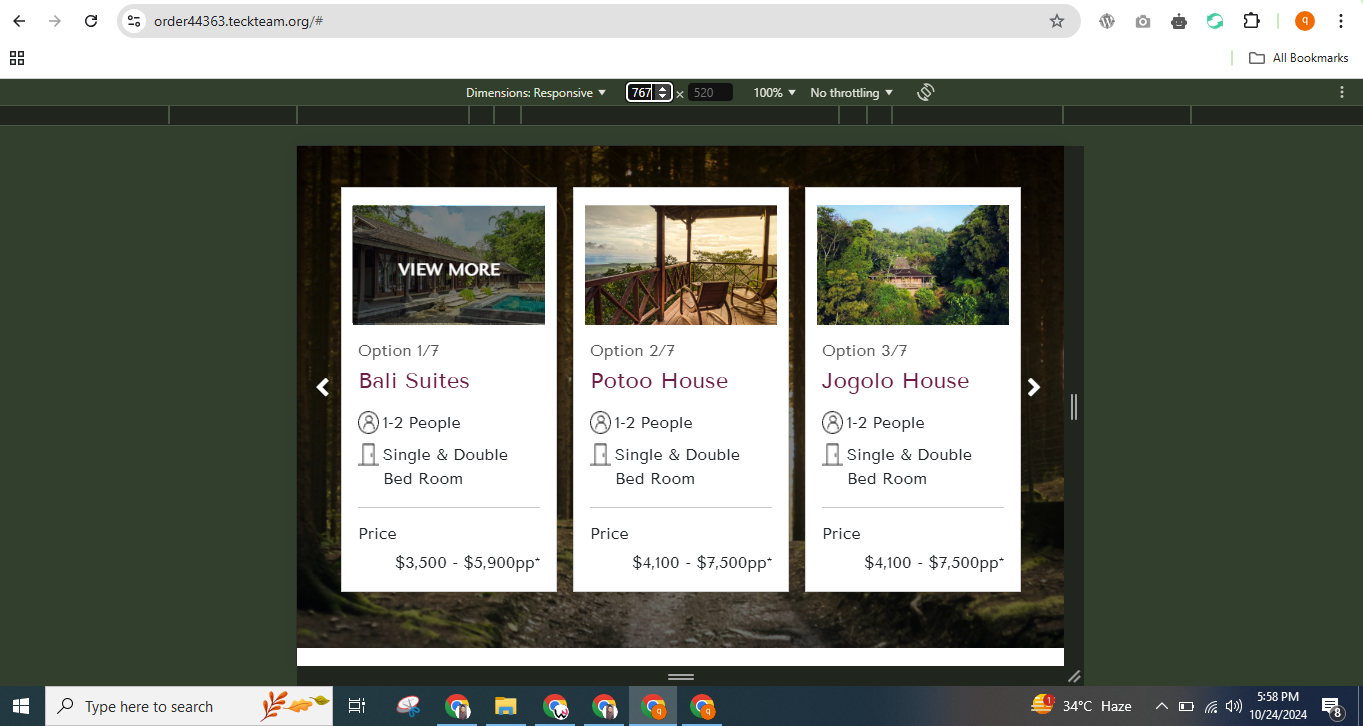 order44363.teckteam.org/#
q
All Bookmarks
Dimensions: Responsive
767 × 520
100%
No throttling
VIEW MORE
Option 1/7
Bali Suites
1-2 People
Single & Double
Bed Room
Price
$3,500 - $5,900pp*
Option 2/7
Potoo House
1-2 People
Single & Double
Bed Room
Price
$4,100 - $7,500pp*
Option 3/7
Jogolo House
1-2 People
Single & Double
Bed Room
Price
$4,100 - $7,500pp*
Type here to search
q
q
1
34°C Haze
5:58 PM
10/24/2024
8